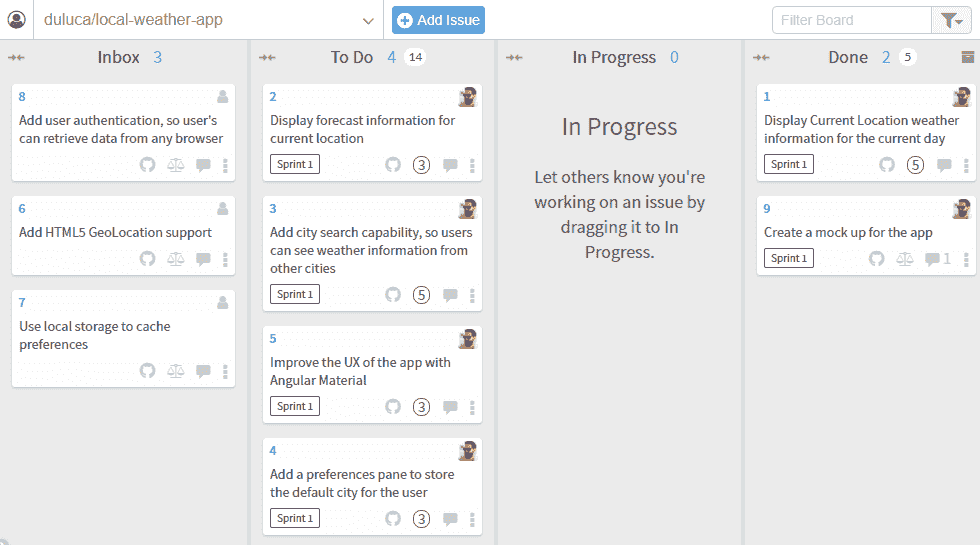 duluca/local-weather-app
Add Issue
Filter Board
Inbox 3
8
Add user authentication, so user's
can retrieve data from any browser
6
Add HTML5 GeoLocation support
7
Use local storage to cache
preferences
To Do 4 14
2
Display forecast information for
current location
Sprint 1 3
3
Add city search capability, so users
can see weather information from
other cities
Sprint 1 5
5
Improve the UX of the app with
Angular Material
Sprint 1 3
4
Add a preferences pane to store
the default city for the user
Sprint 1 3
In Progress 0
In Progress
Let others know you're
working on an issue by
dragging it to In
Progress.
Done 2 5
1
Display Current Location weather
information for the current day
Sprint 1 5
9
Create a mock up for the app
Sprint 1 1